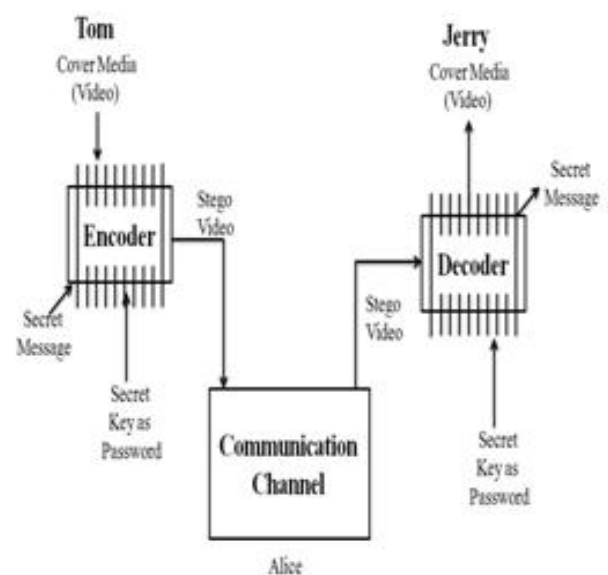 Tom
Cover Media
(Video)
Jerry
Cover Media
(Video)
Encoder
Stego
Video
Secret
Message
Secret
Key as
Password
Secret
Message
Decoder
Stego
Video
Secret
Key as
Password
Communication
Channel
Alice